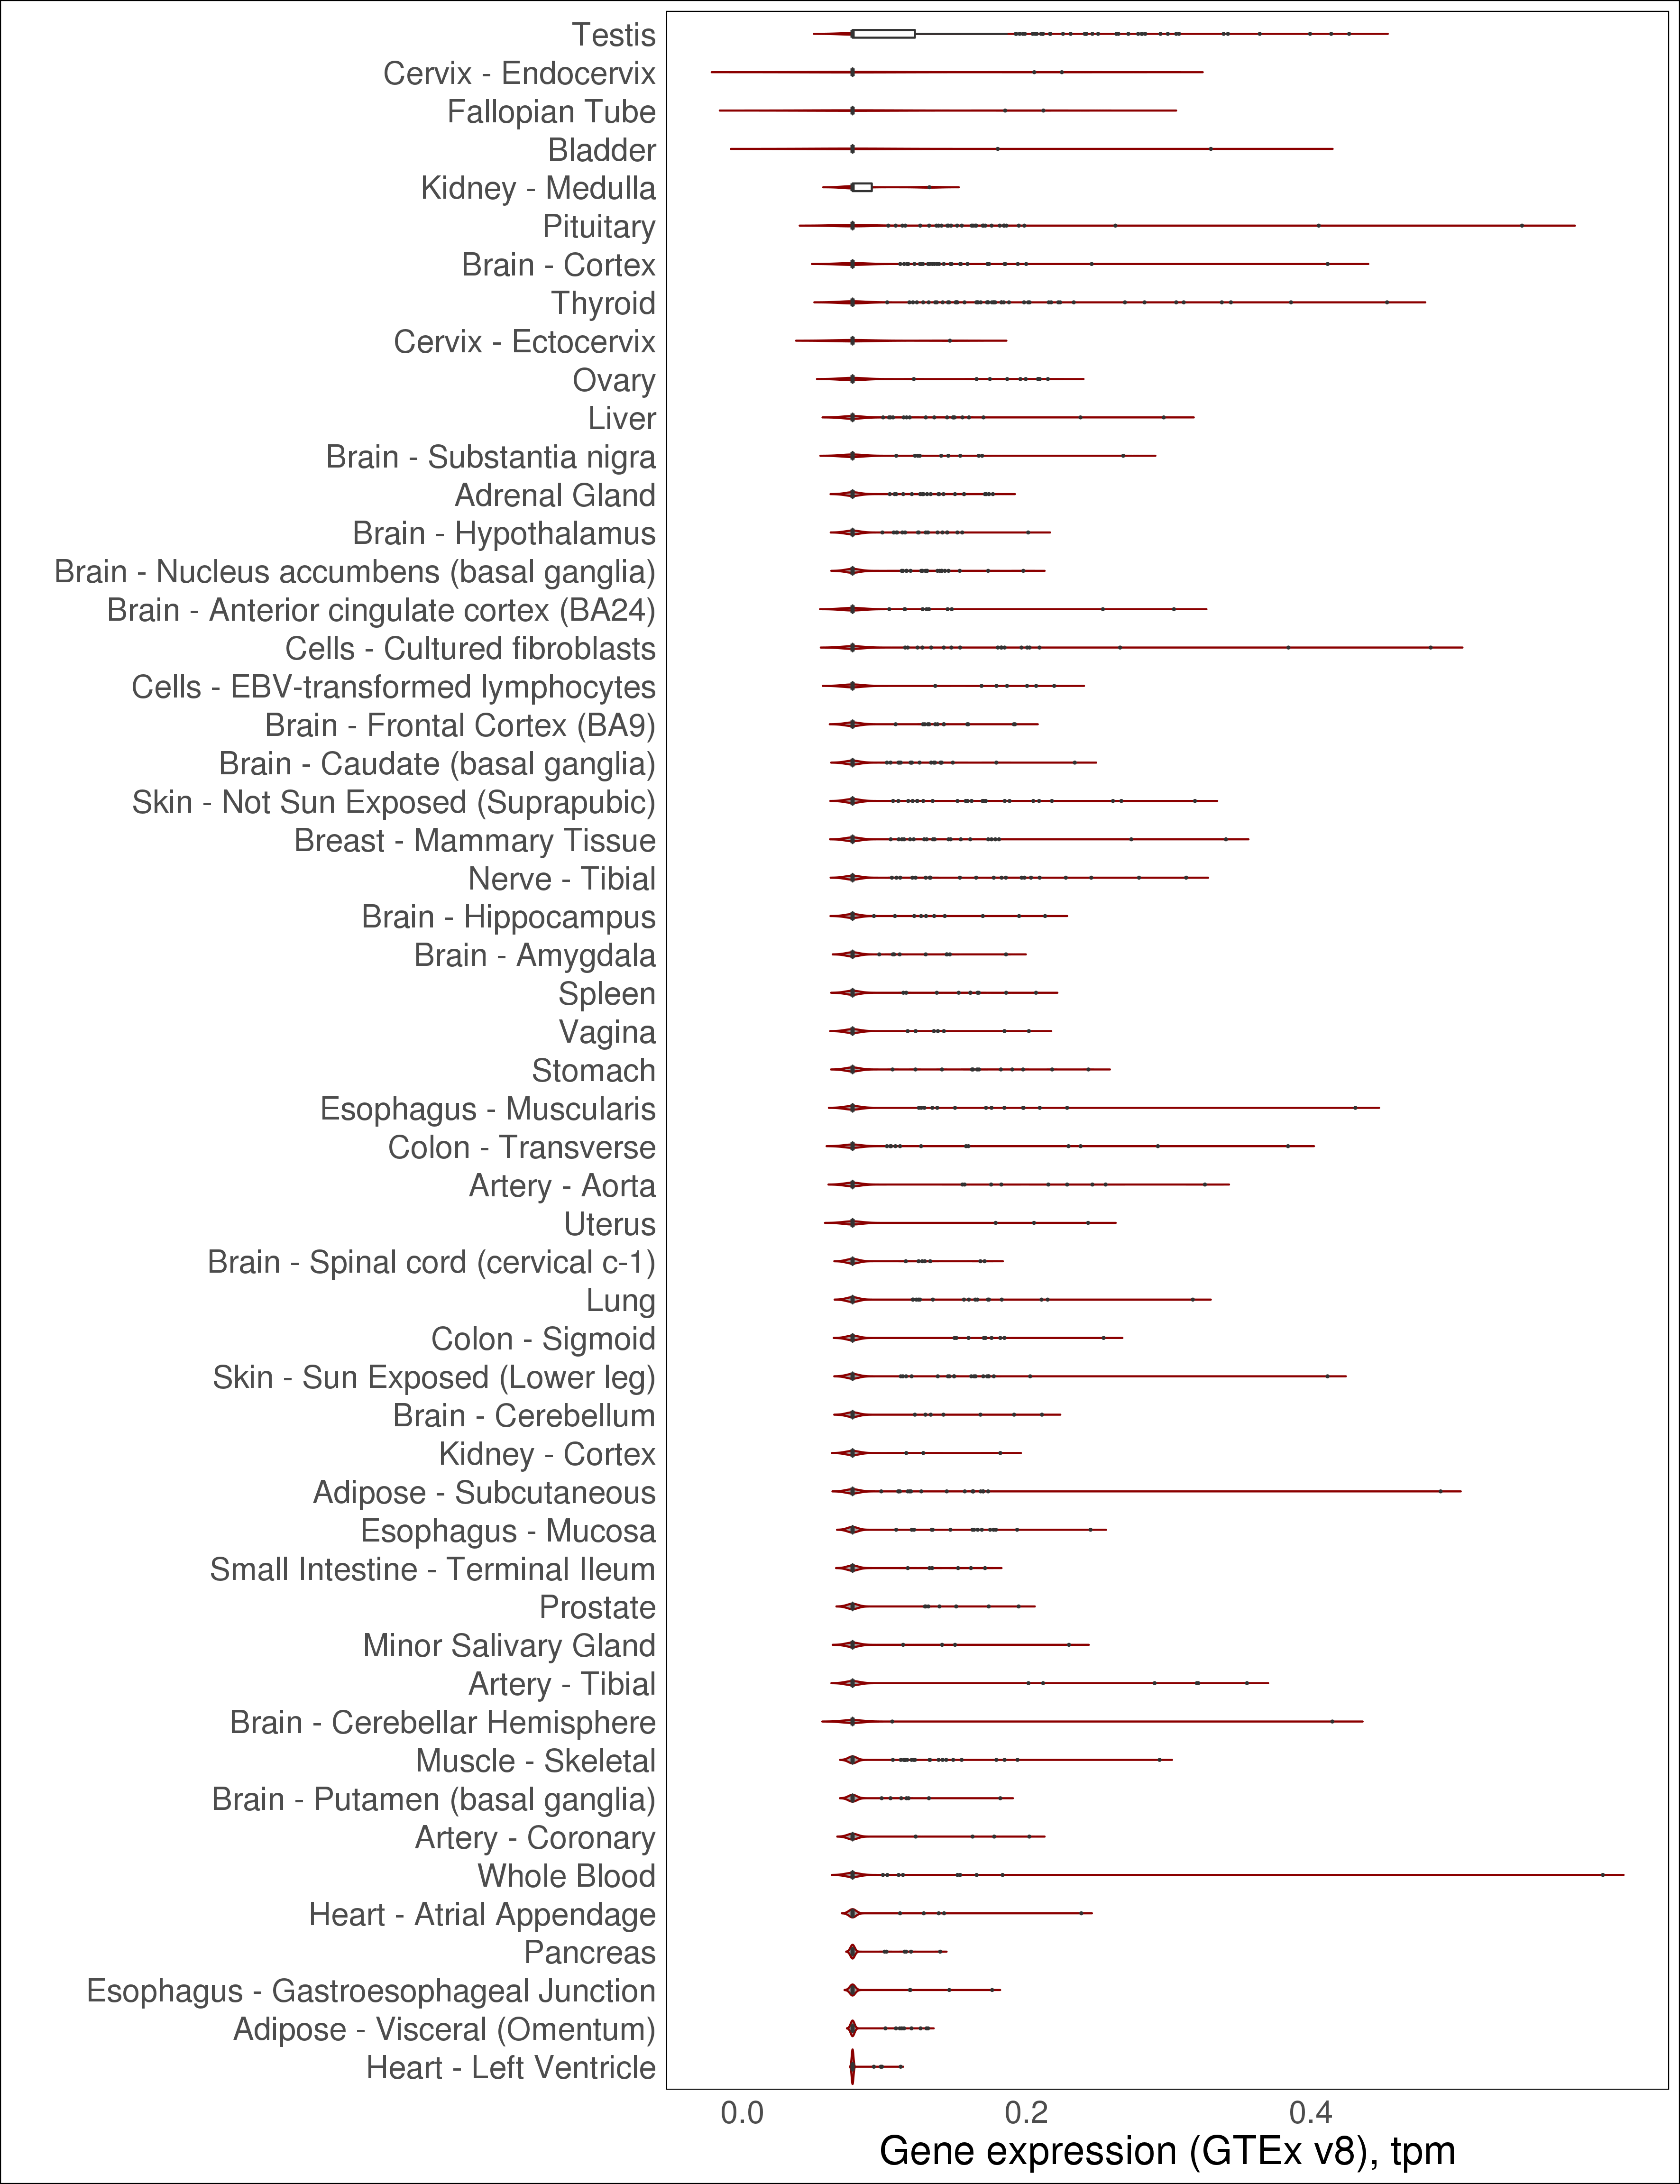 Testis
Cervix - Endocervix
Fallopian Tube
Bladder
Kidney - Medulla
Pituitary
Brain - Cortex
Thyroid
Cervix - Ectocervix
Ovary
Liver
Brain - Substantia nigra
Adrenal Gland
Brain - Hypothalamus
Brain - Nucleus accumbens (basal ganglia)
Brain - Anterior cingulate cortex (BA24)
Cells - Cultured fibroblasts
Cells - EBV-transformed lymphocytes
Brain - Frontal Cortex (BA9)
Brain - Caudate (basal ganglia)
Skin - Not Sun Exposed (Suprapubic)
Breast - Mammary Tissue
Nerve - Tibial
Brain - Hippocampus
Brain - Amygdala
Spleen
Vagina
Stomach
Esophagus - Muscularis
Colon - Transverse
Artery - Aorta
Uterus
Brain - Spinal cord (cervical c-1)
Lung
Colon - Sigmoid
Skin - Sun Exposed (Lower leg)
Brain - Cerebellum
Kidney - Cortex
Adipose - Subcutaneous
Esophagus - Mucosa
Small Intestine - Terminal Ileum
Prostate
Minor Salivary Gland
Artery - Tibial
Brain - Cerebellar Hemisphere
Muscle - Skeletal
Brain - Putamen (basal ganglia)
Artery - Coronary
Whole Blood
Heart - Atrial Appendage
Pancreas
Esophagus - Gastroesophageal Junction
Adipose - Visceral (Omentum)
Heart - Left Ventricle
0.0 0.2 0.4
Gene expression (GTEx v8), tpm